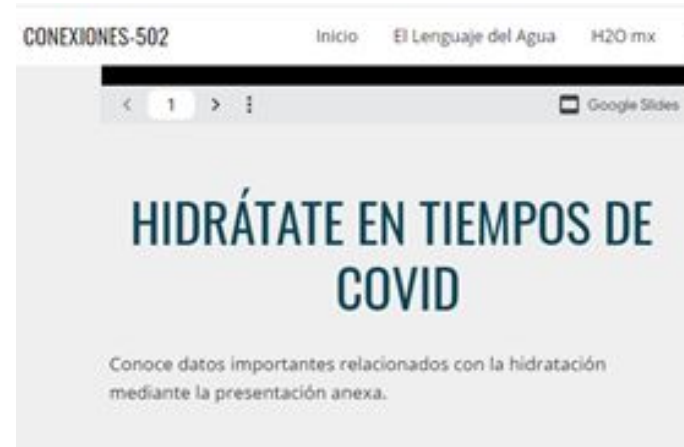 CONEXIONES-502 Inicio El Lenguaje del Agua H2O mx
1 Google Slides
HIDRÁTATE EN TIEMPOS DE
COVID
Conoce datos importantes relacionados con la hidratación
mediante la presentación anexa.